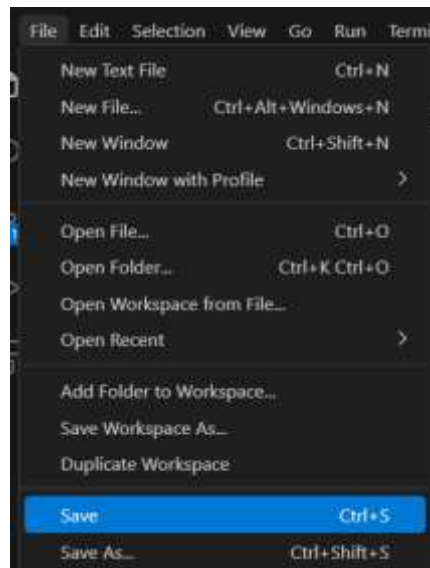 File Edit Selection View Go Run Termi
New Text File Ctrl+N
New File... Ctrl+Alt+Windows+N
New Window Ctrl+Shift+N
New Window with Profile >
Open File... Ctrl+O
Open Folder... Ctrl+K Ctrl+O
Open Workspace from File...
Open Recent >
Add Folder to Workspace...
Save Workspace As...
Duplicate Workspace
Save Ctrl+S
Save As... Ctrl+Shift+S